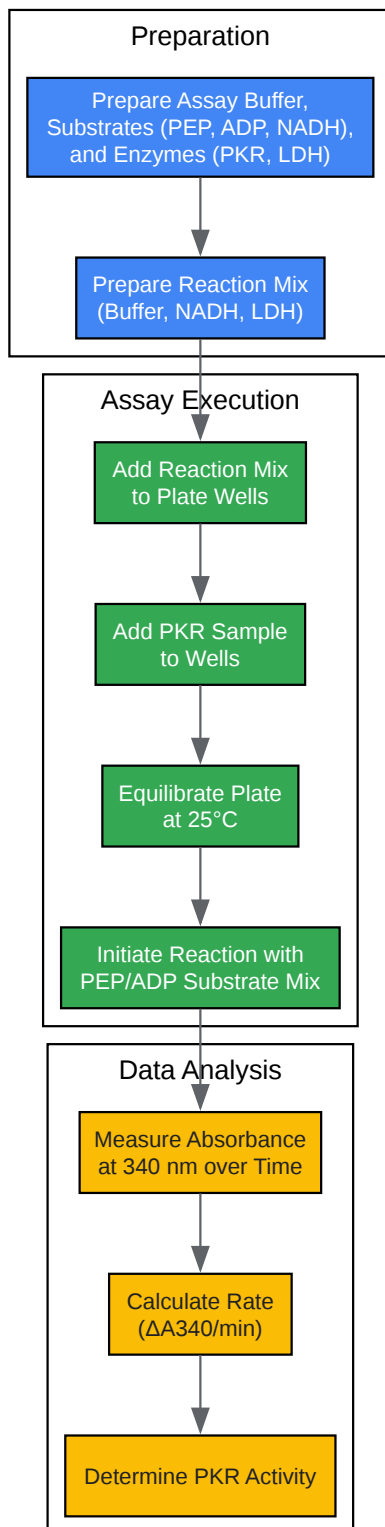 Preparation
Prepare Assay Buffer,
Substrates (PEP, ADP, NADH),
and Enzymes (PKR, LDH)
Prepare Reaction Mix
(Buffer, NADH, LDH)
Assay Execution
Add Reaction Mix
to Plate Wells
Add PKR Sample
to Wells
Equilibrate Plate
at 25°C
Initiate Reaction with
PEP/ADP Substrate Mix
Data Analysis
Measure Absorbance
at 340 nm over Time
Calculate Rate
(ΔA340/min)
Determine PKR Activity